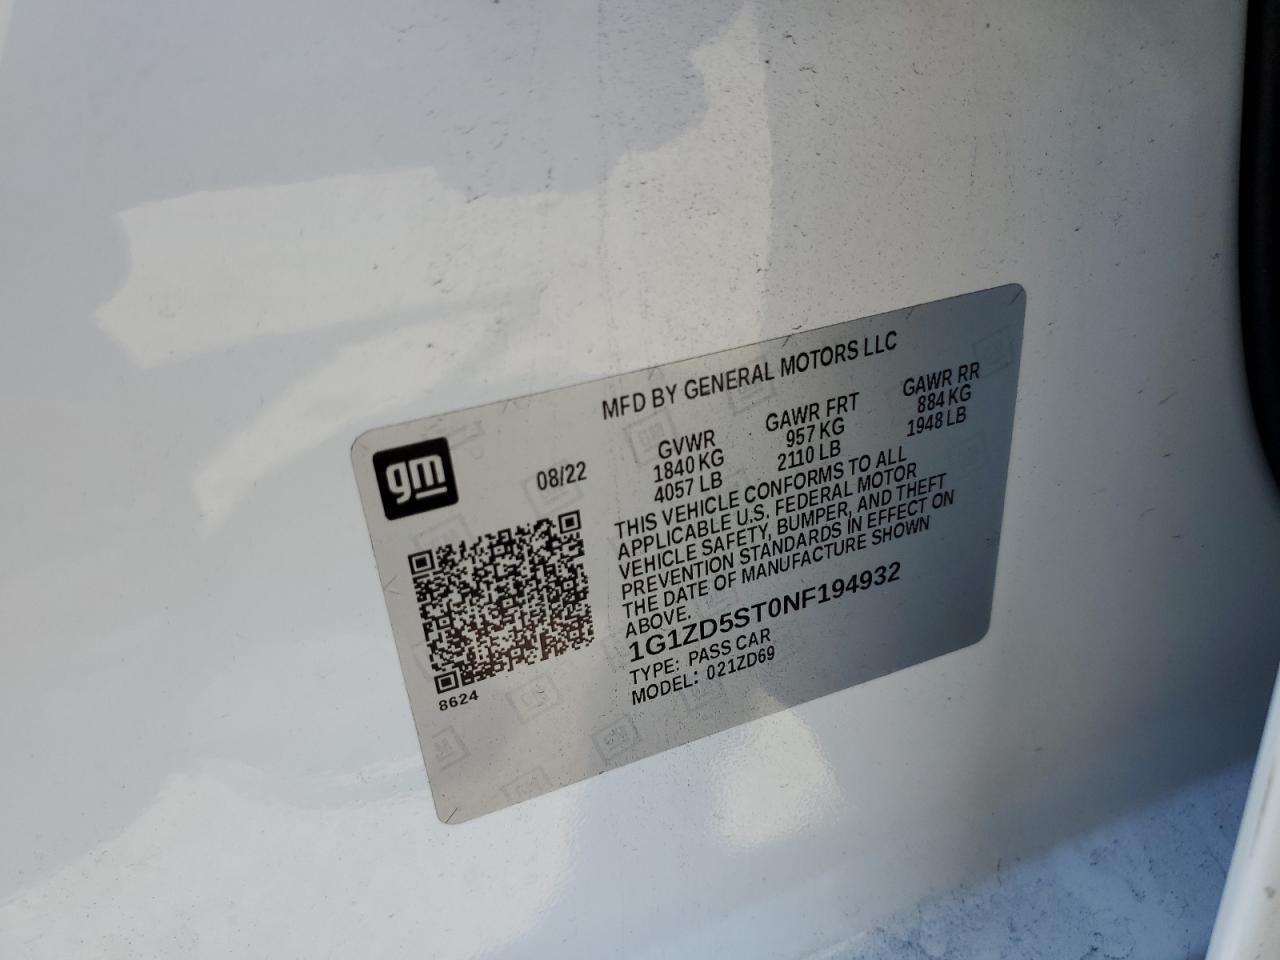 MFD BY GENERAL MOTORS LLC
gm
08/22
GVWR GAWR FRT GAWR RR
1840 KG 957 KG 884 KG
4057 LB 2110 LB 1948 LB
THIS VEHICLE CONFORMS TO ALL
APPLICABLE U.S. FEDERAL MOTOR
VEHICLE SAFETY, BUMPER, AND THEFT
PREVENTION STANDARDS IN EFFECT ON
THE DATE OF MANUFACTURE SHOWN
ABOVE.
1G1ZD5ST0NF194932
TYPE: PASS CAR
MODEL: 021ZD69
8624